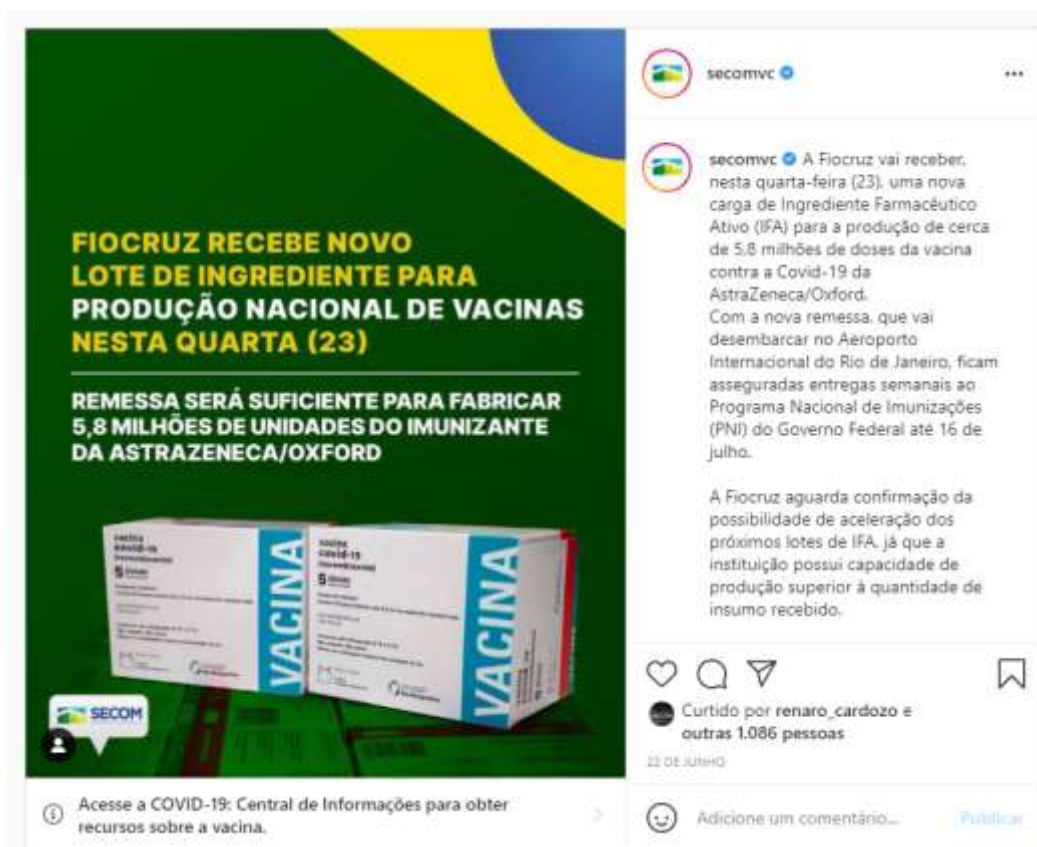 FIOCRUZ RECEBE NOVO
LOTE DE INGREDIENTE PARA
PRODUÇÃO NACIONAL DE VACINAS
NESTA QUARTA (23)
REMESSA SERÁ SUFICIENTE PARA FABRICAR
5,8 MILHÕES DE UNIDADES DO IMUNIZANTE
DA ASTRAZENECA/OXFORD
vacina
covid-19
VACINA
vacina
covid-19
VACINA
SECOM
Acesse a COVID-19: Central de Informações para obter
recursos sobre a vacina.
secomvc
secomvc A Fiocruz vai receber,
nesta quarta-feira (23), uma nova
carga de Ingrediente Farmacêutico
Ativo (IFA) para a produção de cerca
de 5,8 milhões de doses da vacina
contra a Covid-19 da
AstraZeneca/Oxford.
Com a nova remessa, que vai
desembarcar no Aeroporto
Internacional do Rio de Janeiro, ficam
asseguradas entregas semanais ao
Programa Nacional de Imunizações
(PNI) do Governo Federal até 16 de
julho.
A Fiocruz aguarda confirmação da
possibilidade de aceleração dos
próximos lotes de IFA, já que a
instituição possui capacidade de
produção superior à quantidade de
insumo recebido.
Curtido por renaro_cardozo e
outras 1.086 pessoas
22 DE JUNHO
Adicione um comentário... Publicar